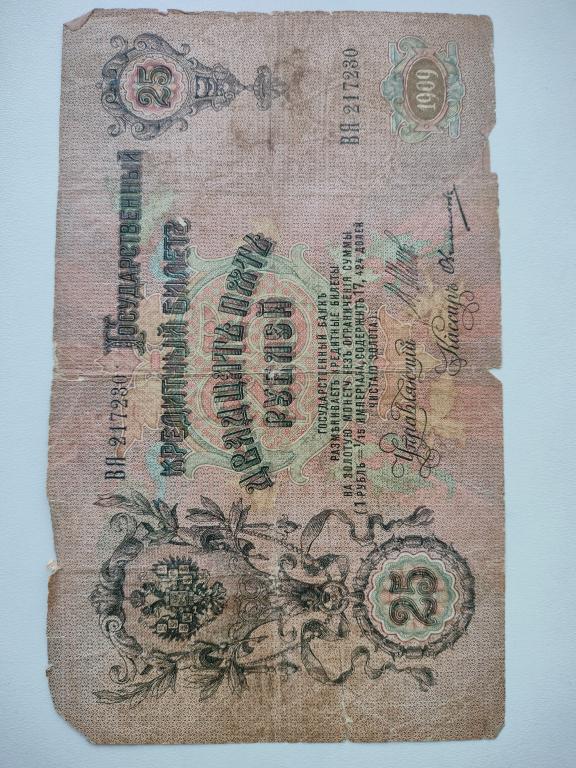 25
ВЯ 217230
ГОСУДАРСТВЕННЫЙ
КРЕДИТНЫЙ БИЛЕТЪ
ДВАДЦАТЬ ПЯТЬ
РУБЛЕЙ
ГОСУДАРСТВЕННЫЙ БАНКЪ
РАЗМѢНИВАЕТЪ КРЕДИТНЫЕ БИЛЕТЫ
НА ЗОЛОТУЮ МОНЕТУ БЕЗЪ ОГРАНИЧЕНІЯ СУММЫ
(1 РУБЛЬ = 1/15 ИМПЕРІАЛА, СОДЕРЖИТЪ 17,424 ДОЛЕЙ
ЧИСТАГО ЗОЛОТА).
Управляющій
Кассиръ
25
ВЯ 217230
1909